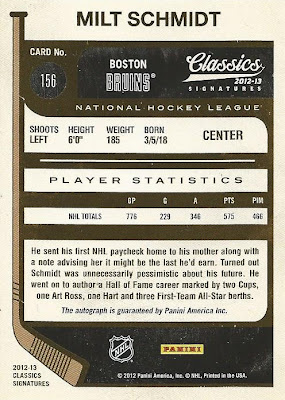 MILT SCHMIDT
CARD No.
156
BOSTON
BRUINS
Classics
2012-13
SIGNATURES
NATIONAL HOCKEY LEAGUE
SHOOTS HEIGHT WEIGHT BORN
LEFT 6'0" 185 3/5/18
CENTER
PLAYER STATISTICS
GP G A PTS PIM
NHL TOTALS 776 229 346 575 466
He sent his first NHL paycheck home to his mother along with
a note advising her it might be the last he'd earn. Turned out
Schmidt was unnecessarily pessimistic about his future. He
went on to author a Hall of Fame career marked by two Cups,
one Art Ross, one Hart and three First-Team All-Star berths.
The autograph is guaranteed by Panini America Inc.
NHL
PANINI
2012-13
CLASSICS
SIGNATURES
© 2012 Panini America, Inc. © NHL, Printed in the USA.